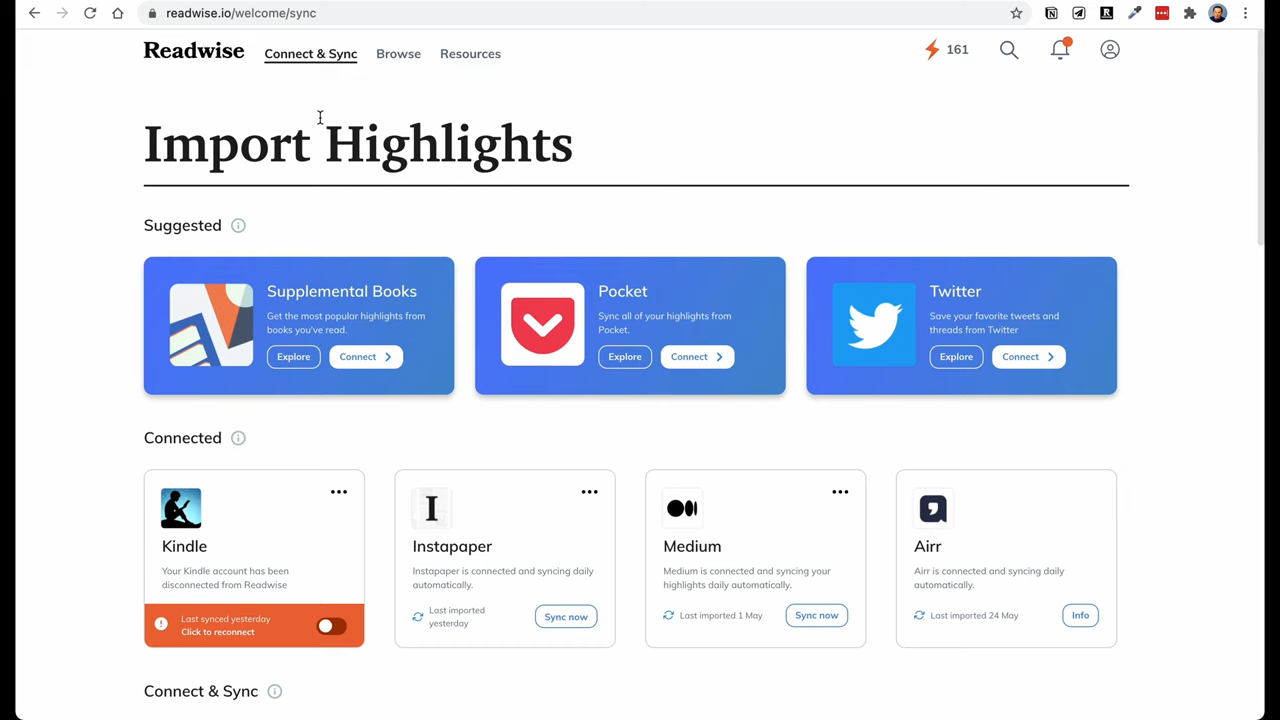 readwise.io/welcome/sync
Readwise Connect & Sync Browse Resources 161
Import Highlights
Suggested
Supplemental Books
Get the most popular highlights from
books you've read.
Explore Connect
Pocket
Sync all of your highlights from
Pocket.
Explore Connect
Twitter
Save your favorite tweets and
threads from Twitter
Explore Connect
Connected
Kindle
Your Kindle account has been
disconnected from Readwise
Last synced yesterday
Click to reconnect
I
Instapaper
Instapaper is connected and syncing daily
automatically.
Last imported
yesterday
Sync now
Medium
Medium is connected and syncing your
highlights daily automatically.
Last imported 1 May
Sync now
Airr
Airr is connected and syncing daily
automatically.
Last imported 24 May
Info
Connect & Sync